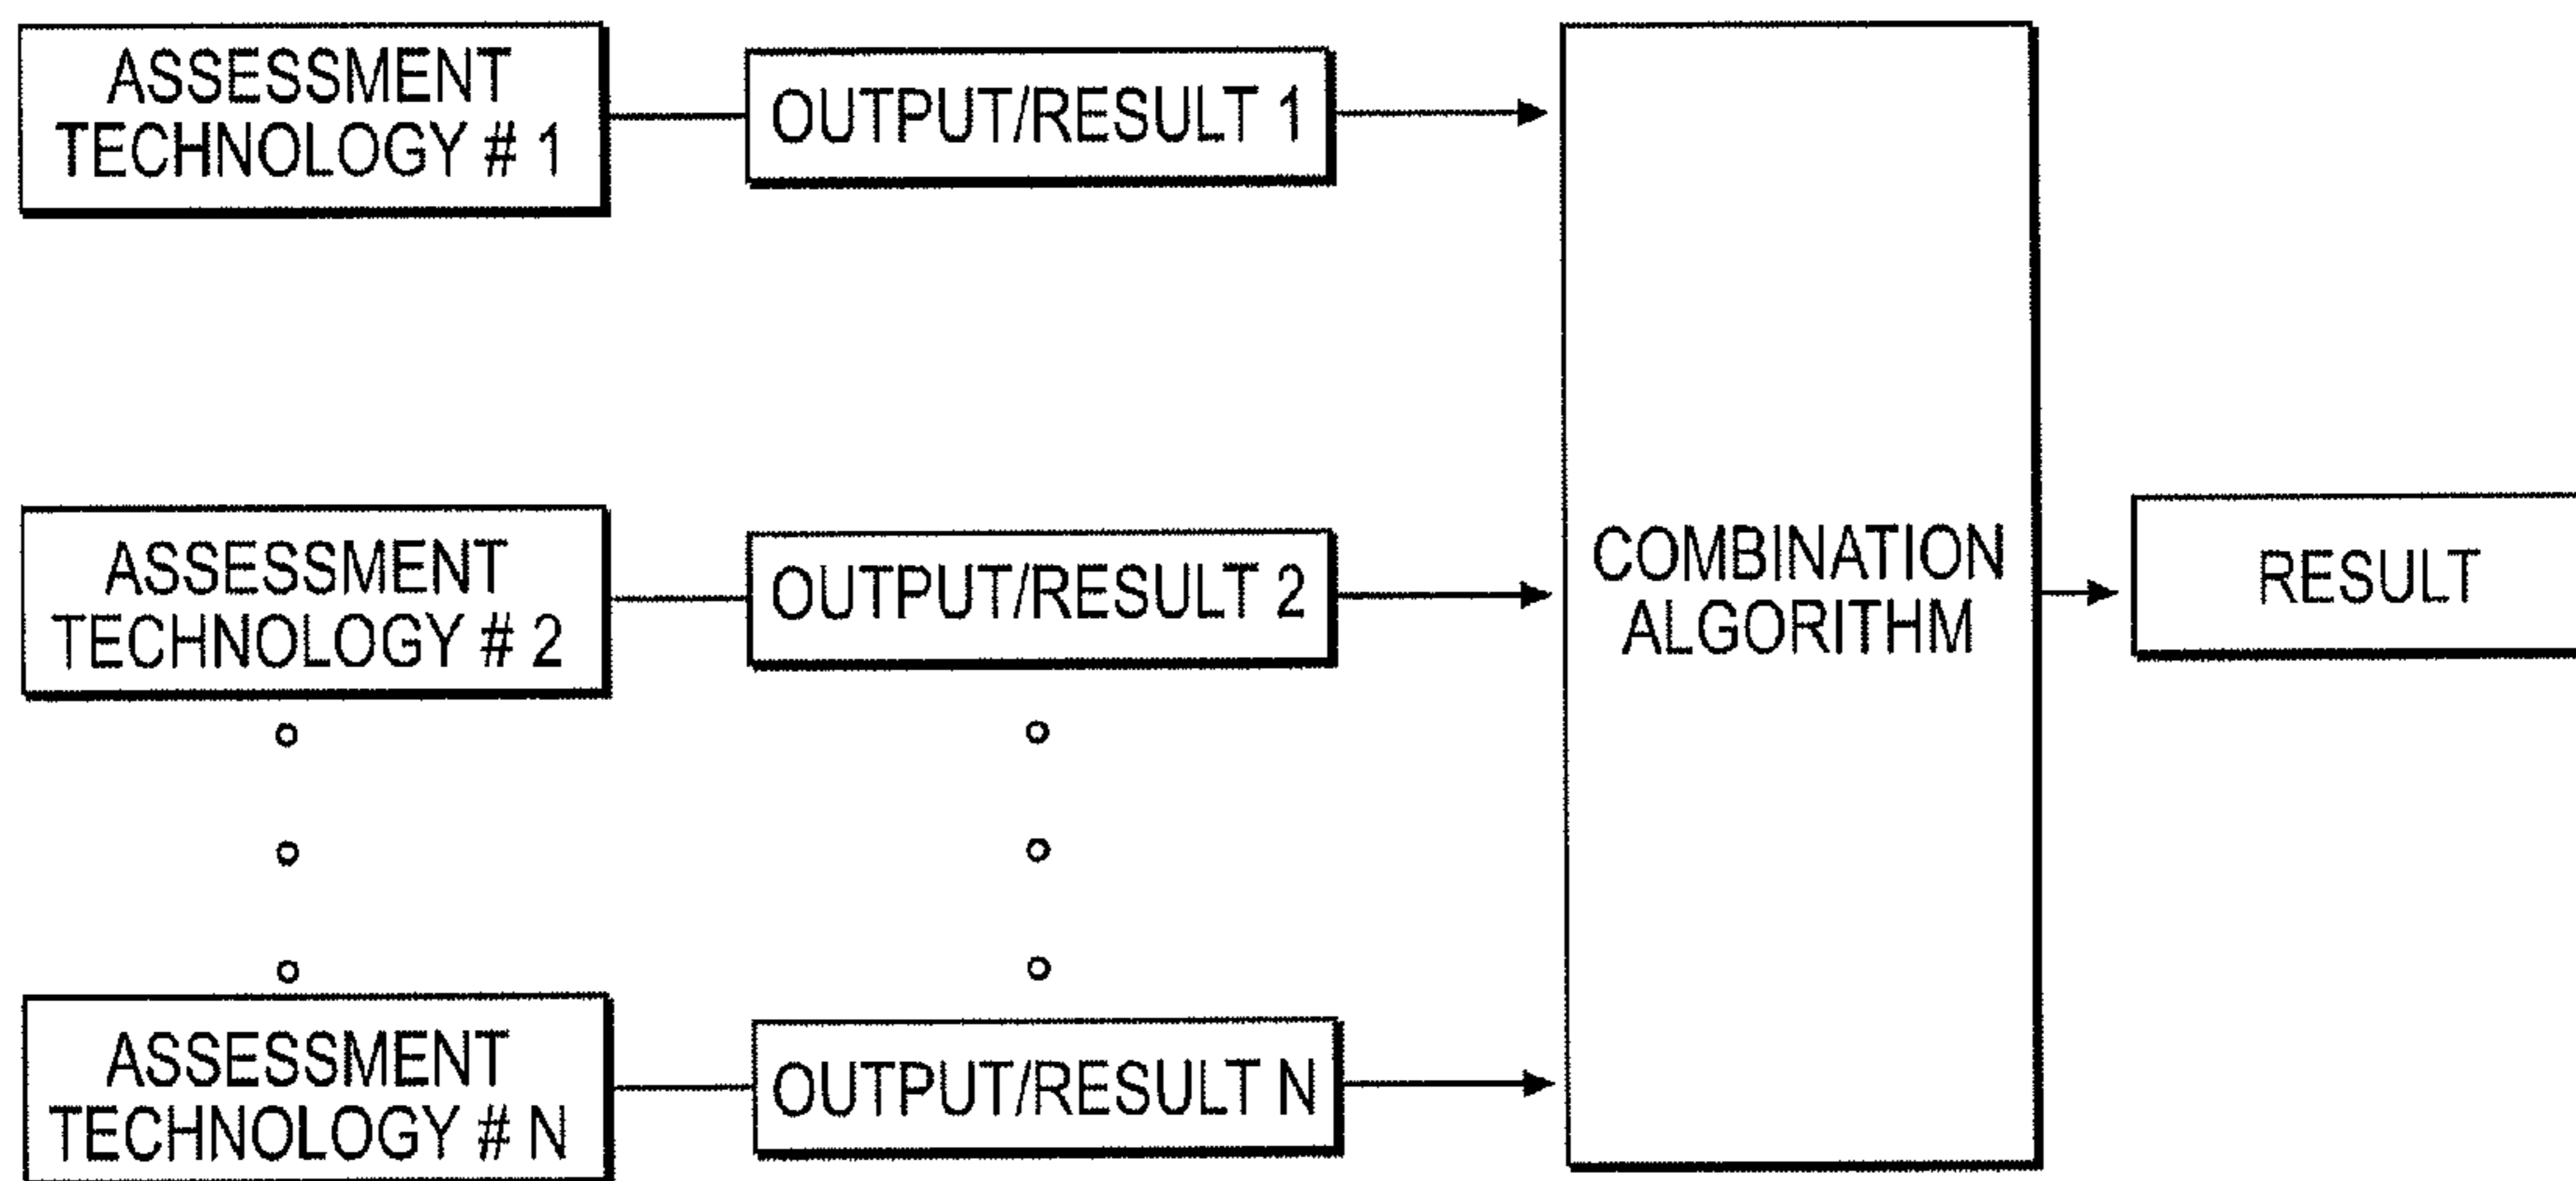 ASSESSMENT
TECHNOLOGY # 1
OUTPUT/RESULT 1
ASSESSMENT
TECHNOLOGY # 2
OUTPUT/RESULT 2
COMBINATION
ALGORITHM
RESULT
ASSESSMENT
TECHNOLOGY # N
OUTPUT/RESULT N